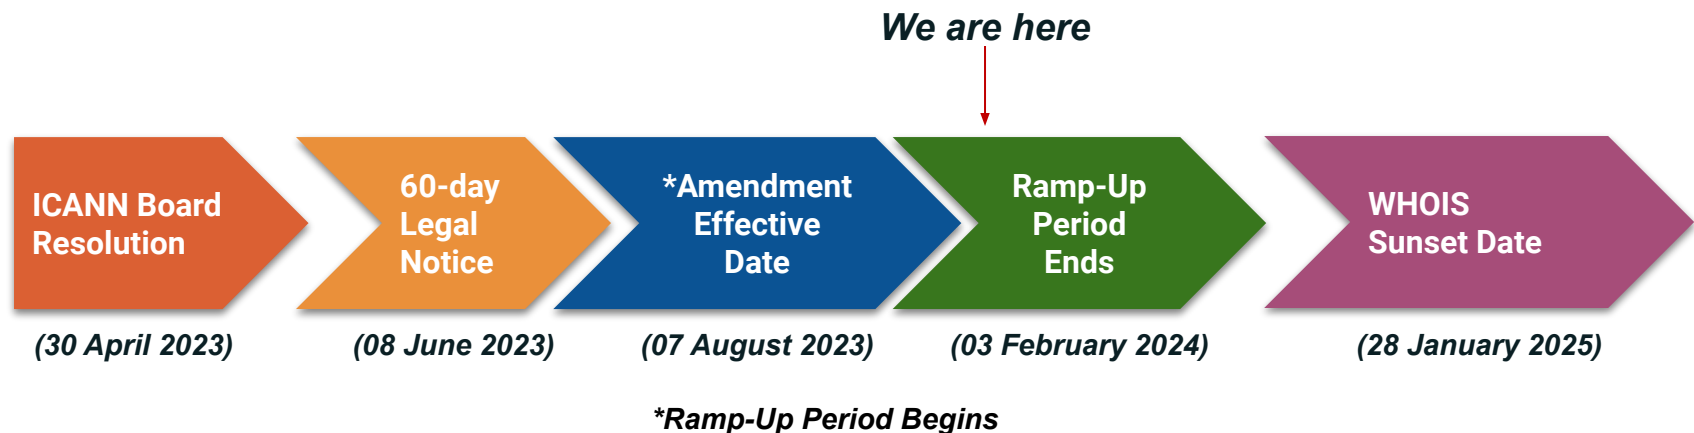 We are here
ICANN Board
Resolution
60-day
Legal
Notice
*Amendment
Effective
Date
Ramp-Up
Period
Ends
WHOIS
Sunset Date
(30 April 2023)
(08 June 2023)
(07 August 2023)
(03 February 2024)
(28 January 2025)
*Ramp-Up Period Begins